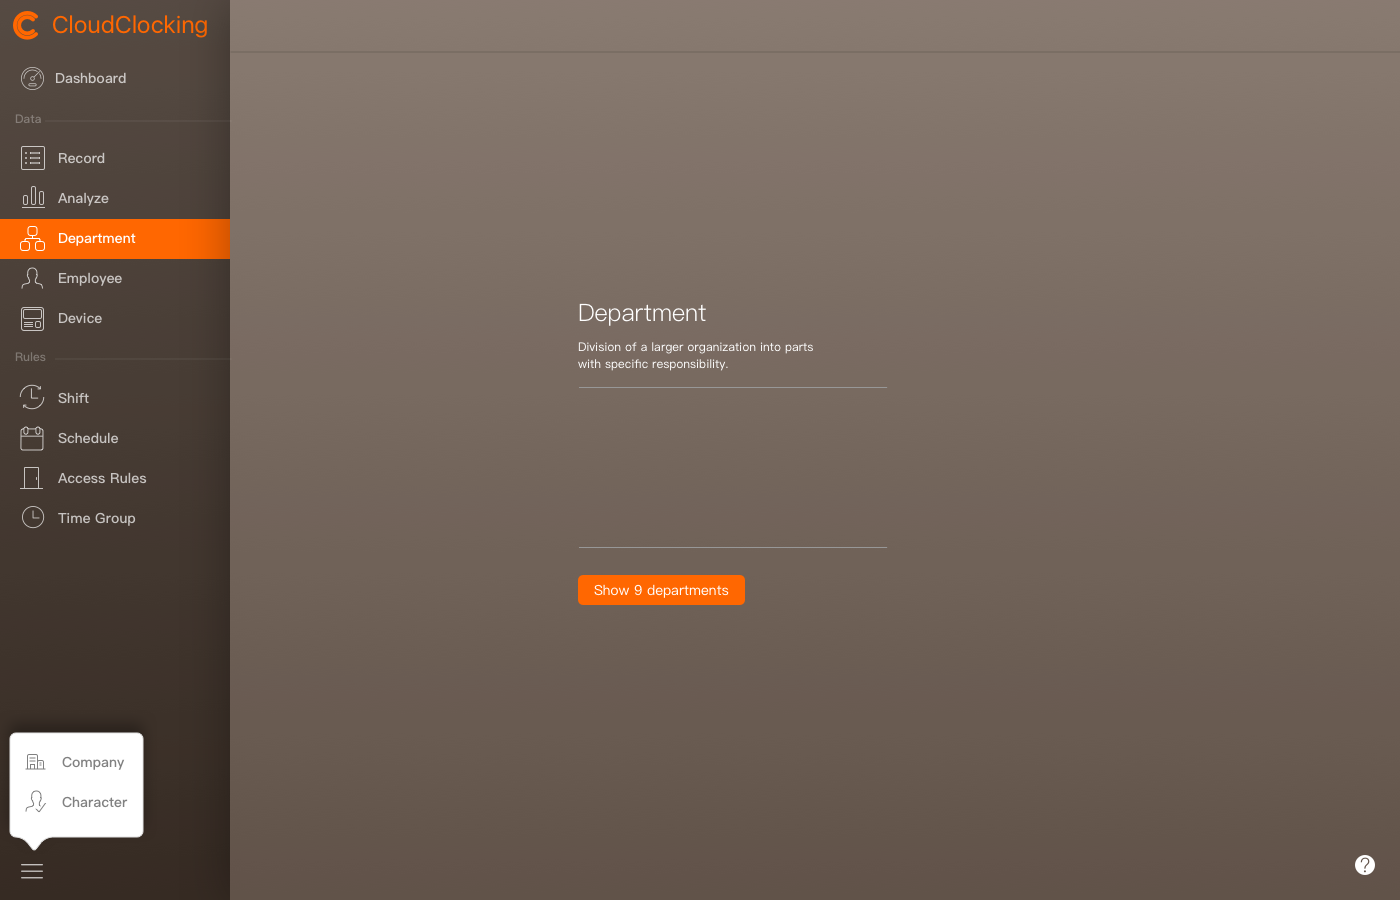 CloudClocking
Dashboard
Data
Record
Analyze
Department
Employee
Device
Rules
Shift
Schedule
Access Rules
Time Group
Company
Character
Department
Division of a larger organization into parts
with specific responsibility.
Show 9 departments
?